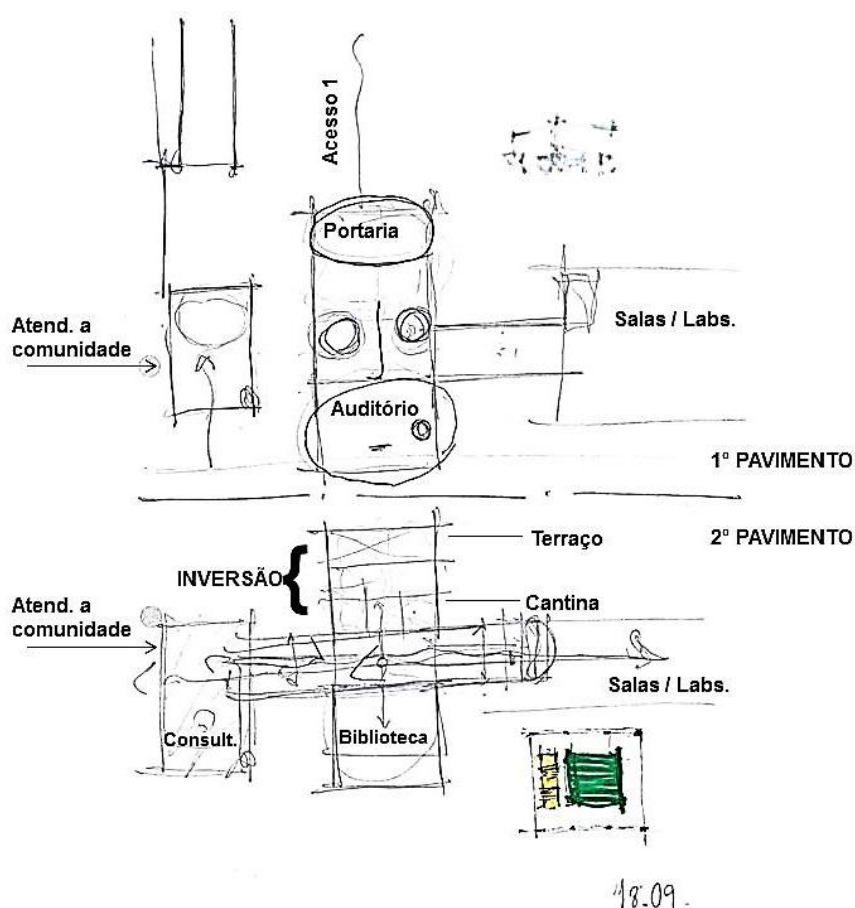 Acesso 1
Portaria
Atend. a
comunidade
Salas / Labs.
Auditório
1º PAVIMENTO
2º PAVIMENTO
Terraço
INVERSÃO
Cantina
Atend. a
comunidade
Salas / Labs.
Consult.
Biblioteca
18.09.